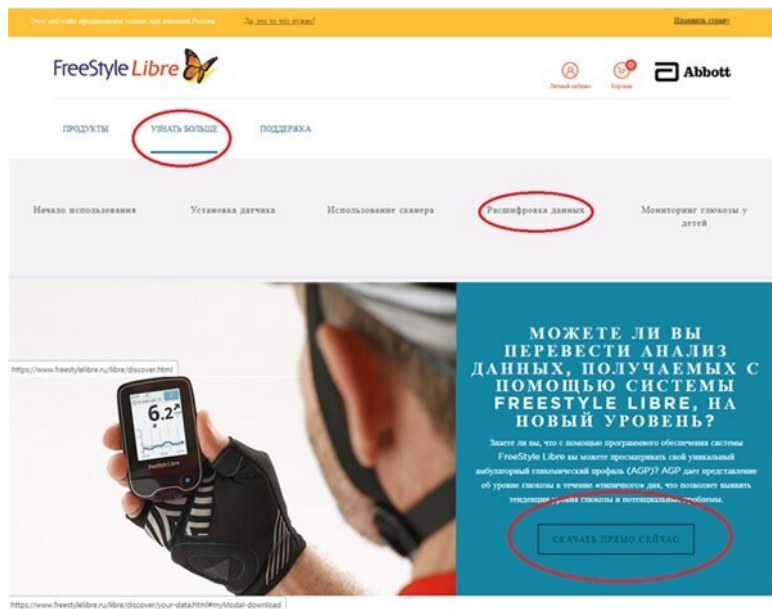 Этот веб-сайт предназначен только для жителей России
Да, это то что нужно!
Изменить страну
FreeStyle Libre
Личный кабинет
Корзина
0
Abbott
ПРОДУКТЫ
УЗНАТЬ БОЛЬШЕ
ПОДДЕРЖКА
Начало использования
Установка датчика
Использование сканера
Расшифровка данных
Мониторинг глюкозы у
детей
МОЖЕТЕ ЛИ ВЫ
ПЕРЕВЕСТИ АНАЛИЗ
ДАННЫХ, ПОЛУЧАЕМЫХ С
ПОМОЩЬЮ СИСТЕМЫ
FREESTYLE LIBRE, НА
НОВЫЙ УРОВЕНЬ?
https://www.freestylelibre.ru/libre/discover.html
6.2
FreeStyle Libre
Знаете ли вы, что с помощью программного обеспечения системы
FreeStyle Libre вы можете просматривать свой уникальный
амбулаторный гликемический профиль (AGP)? AGP дает представление
об уровне глюкозы в течение «типичного» дня, что позволяет выявить
тенденции уровня глюкозы и потенциальные проблемы.
СКАЧАТЬ ПРЯМО СЕЙЧАС
https://www.freestylelibre.ru/libre/discover/your-data.html#myModal-download